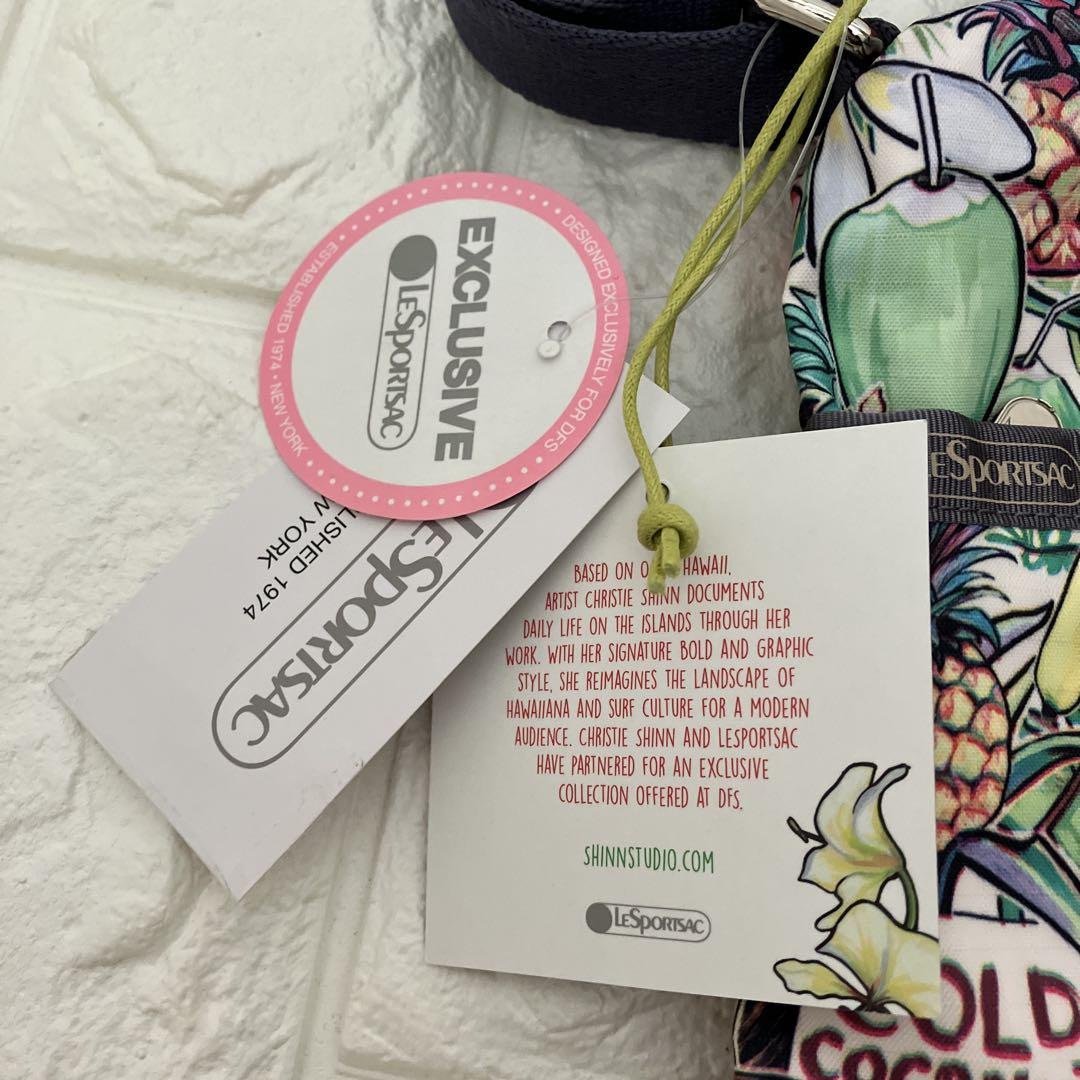 DESIGNED EXCLUSIVELY FOR DFS
ESTABLISHED 1974 • NEW YORK
EXCLUSIVE
LESPORTSAC
LESPORTSAC
1974
YORK
BASED ON HAWAII,
ARTIST CHRISTIE SHINN DOCUMENTS
DAILY LIFE ON THE ISLANDS THROUGH HER
WORK. WITH HER SIGNATURE BOLD AND GRAPHIC
STYLE, SHE REIMAGINES THE LANDSCAPE OF
HAWAIIANA AND SURF CULTURE FOR A MODERN
AUDIENCE. CHRISTIE SHINN AND LESPORTSAC
HAVE PARTNERED FOR AN EXCLUSIVE
COLLECTION OFFERED AT DFS.
SHINNSTUDIO.COM
LESPORTSAC
ESPORTSAC
OLD